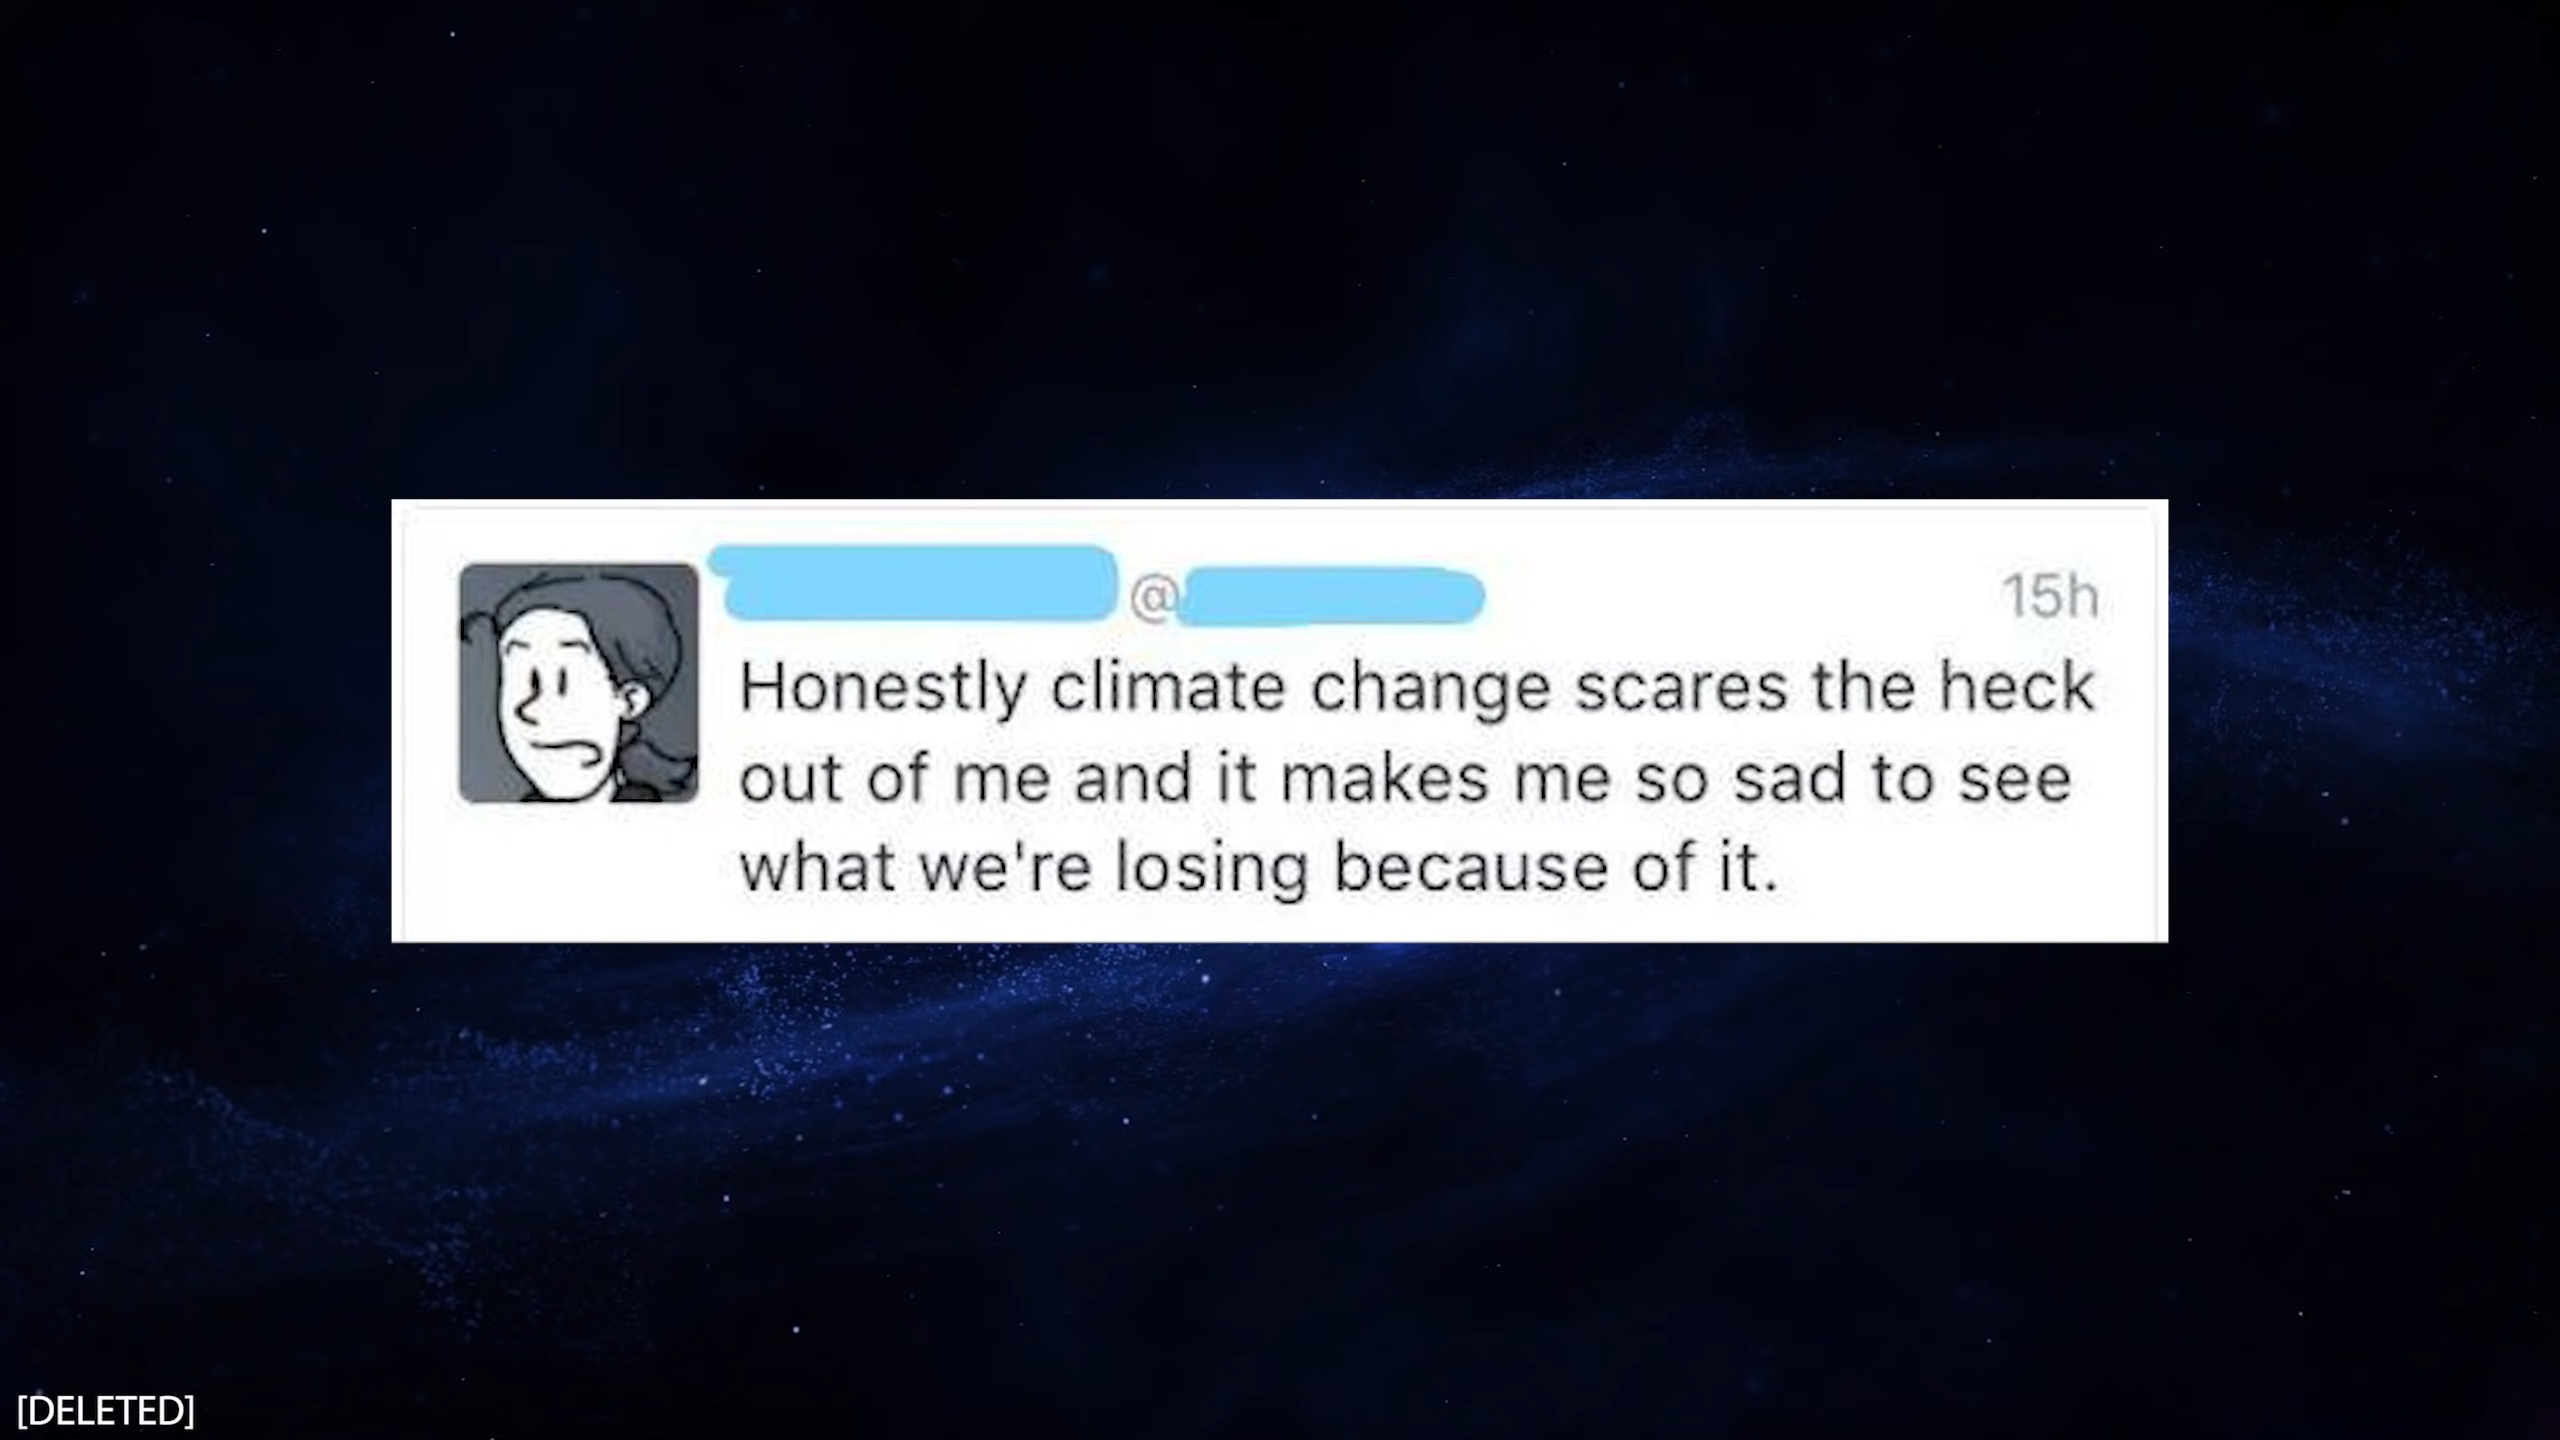 @
15h
Honestly climate change scares the heck
out of me and it makes me so sad to see
what we're losing because of it.
[DELETED]